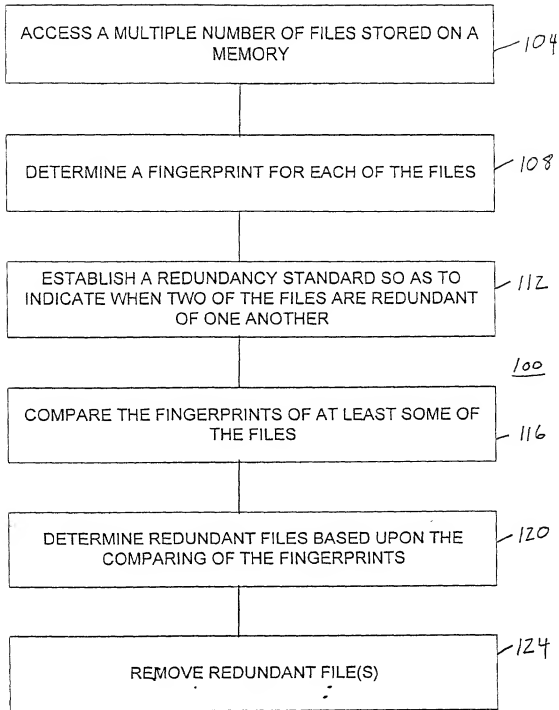 ACCESS A MULTIPLE NUMBER OF FILES STORED ON A
MEMORY
104
DETERMINE A FINGERPRINT FOR EACH OF THE FILES
108
ESTABLISH A REDUNDANCY STANDARD SO AS TO
INDICATE WHEN TWO OF THE FILES ARE REDUNDANT
OF ONE ANOTHER
112
100
COMPARE THE FINGERPRINTS OF AT LEAST SOME OF
THE FILES
116
DETERMINE REDUNDANT FILES BASED UPON THE
COMPARING OF THE FINGERPRINTS
120
REMOVE REDUNDANT FILE(S)
124